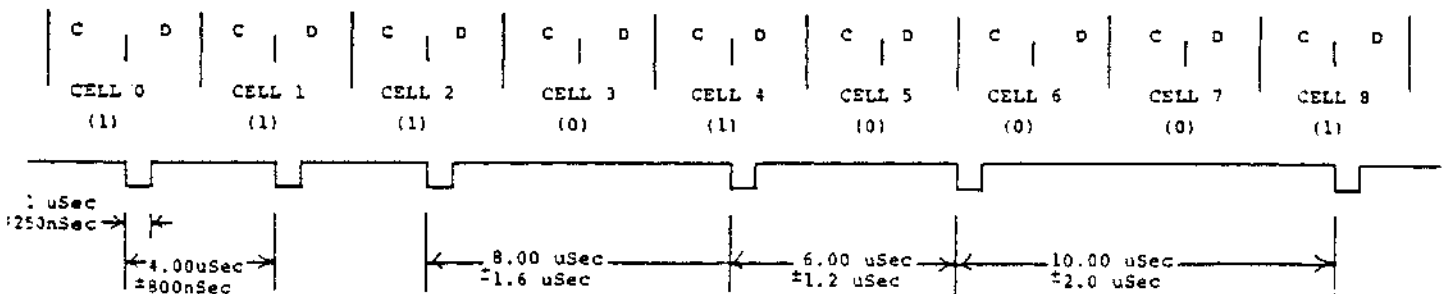 C D C D C D C D C D C D C D C D C D
CELL 0 CELL 1 CELL 2 CELL 3 CELL 4 CELL 5 CELL 6 CELL 7 CELL 8
(1) (1) (1) (0) (1) (0) (0) (0) (1)
1 uSec
±250nSec
4.00uSec 8.00 uSec 6.00 uSec 10.00 uSec
±800nSec ±1.6 uSec ±1.2 uSec ±2.0 uSec